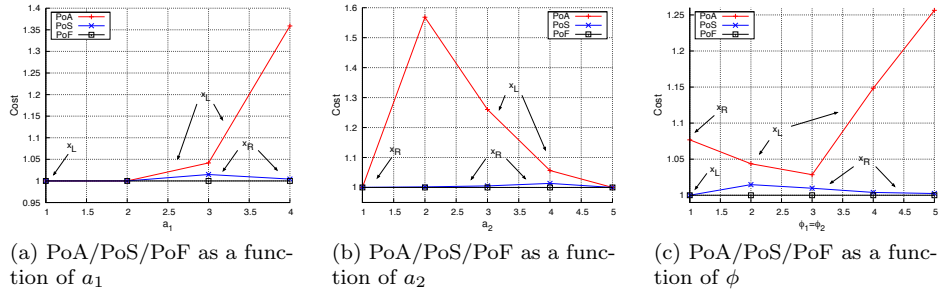 PoA
PoS
PoF
1.4
1.35
1.3
1.25
1.2
1.15
1.1
1.05
1
0.95
Cost
x_L
x_L
x_R
1 1.5 2 2.5 3 3.5 4
a_1
(a) PoA/PoS/PoF as a func-
tion of a_1
PoA
PoS
PoF
1.6
1.5
1.4
1.3
1.2
1.1
1
Cost
x_L
x_R
x_R
1 1.5 2 2.5 3 3.5 4 4.5 5
a_2
(b) PoA/PoS/PoF as a func-
tion of a_2
PoA
PoS
PoF
1.25
1.2
1.15
1.1
1.05
1
Cost
x_R
x_L
x_R
x_L
1 1.5 2 2.5 3 3.5 4 4.5 5
ϕ_1=ϕ_2
(c) PoA/PoS/PoF as a function
of ϕ